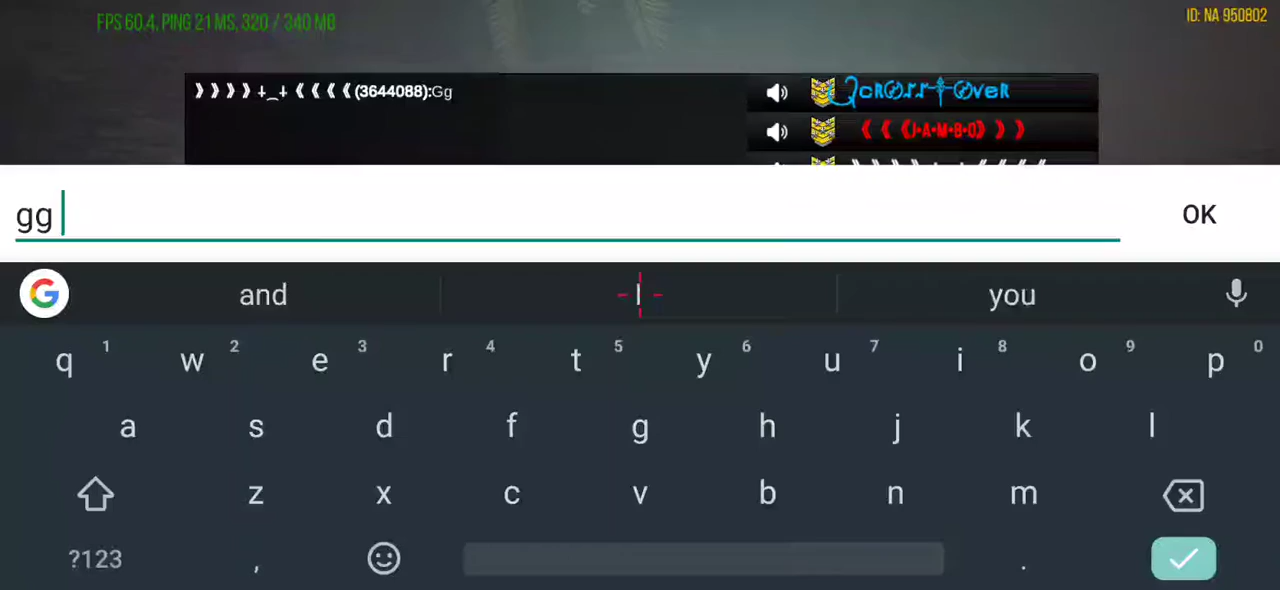 FPS 60.4, PING 21 MS, 320 / 340 MB
ID: NA 950802
》》》》⸸_⸸《《《《(3644088):Gg
《《《J•A•M•B•O》》》
gg
OK
and
I
you
q 1 w 2 e 3 r 4 t 5 y 6 u 7 i 8 o 9 p 0
a s d f g h j k l
z x c v b n m
?123 , .